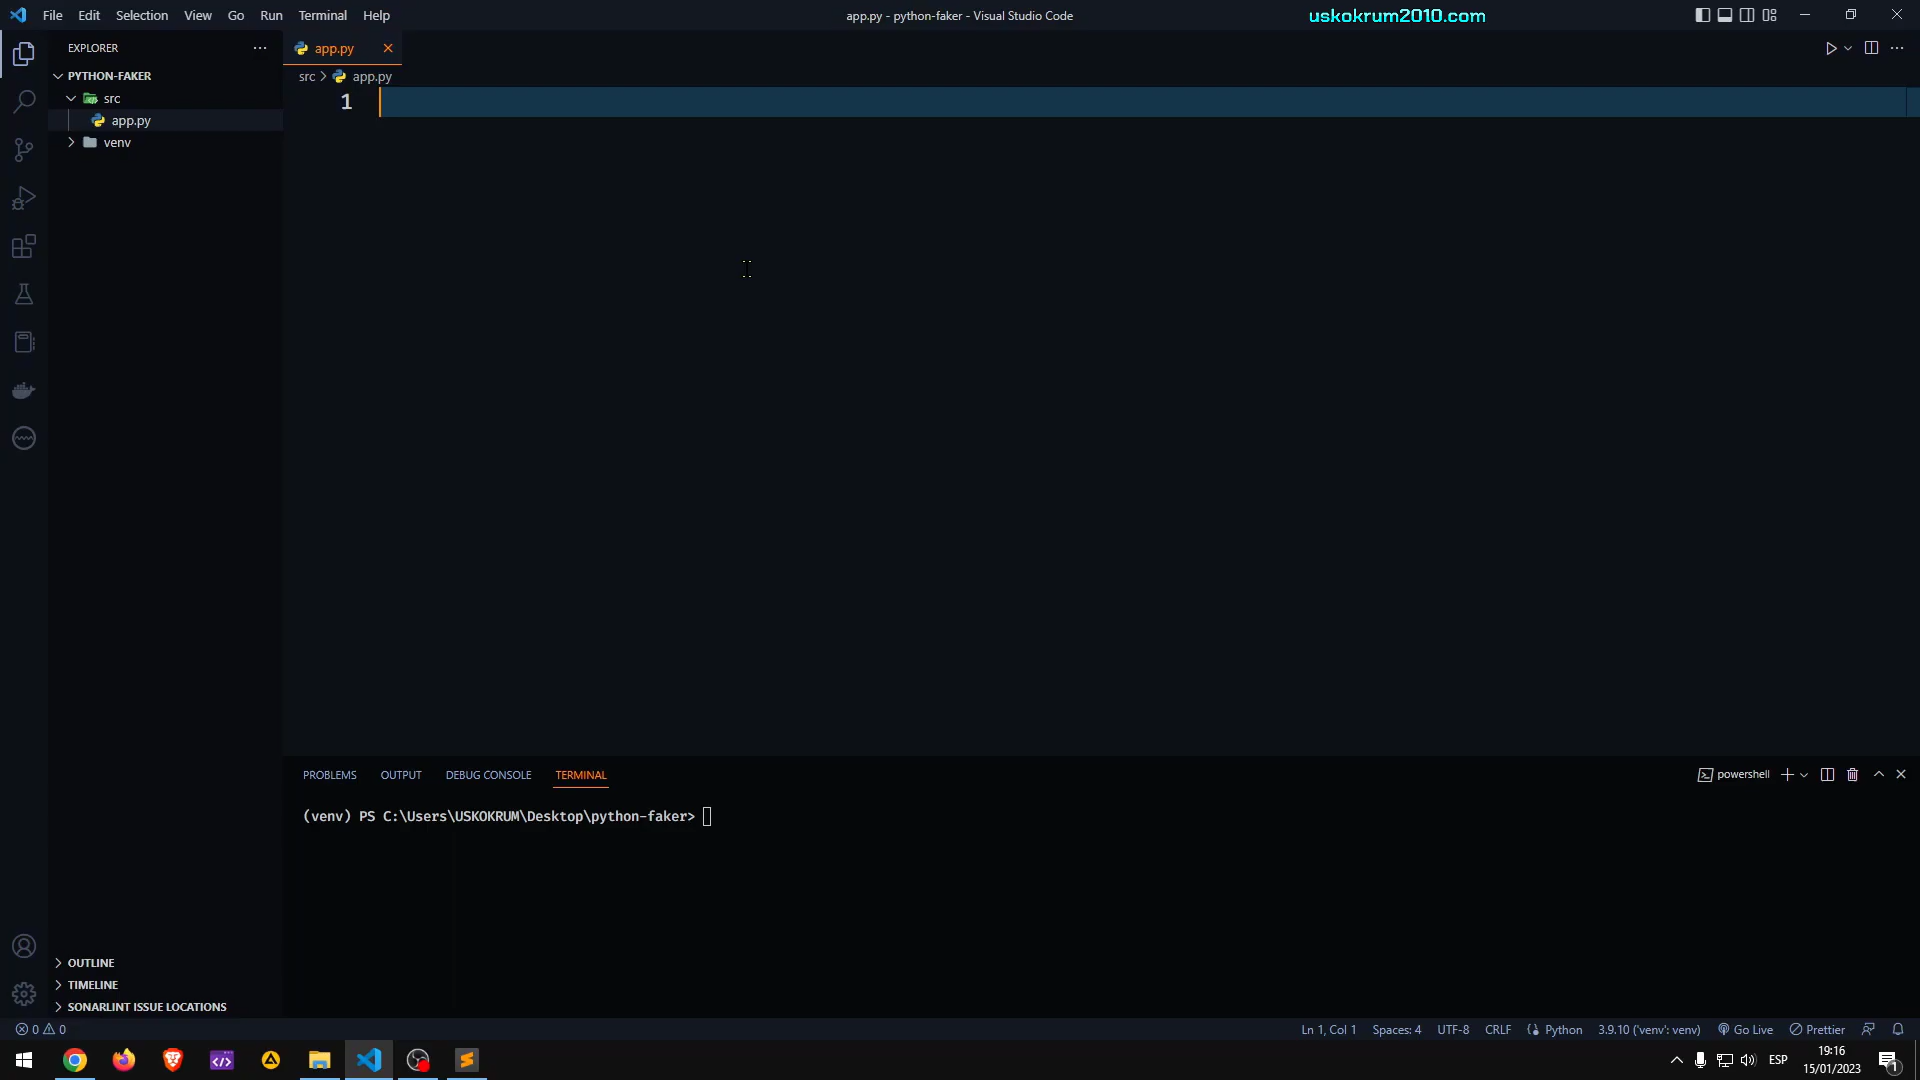 File Edit Selection View Go Run Terminal Help
app.py - python-faker - Visual Studio Code
uskokrum2010.com
EXPLORER
app.py
PYTHON-FAKER
src
app.py
venv
src > app.py
1
PROBLEMS OUTPUT DEBUG CONSOLE TERMINAL
powershell
(venv) PS C:\Users\USKOKRUM\Desktop\python-faker>
OUTLINE
TIMELINE
SONARLINT ISSUE LOCATIONS
0 0
Ln 1, Col 1 Spaces: 4 UTF-8 CRLF Python 3.9.10 ('venv': venv) Go Live Prettier
ESP
19:16
15/01/2023
1